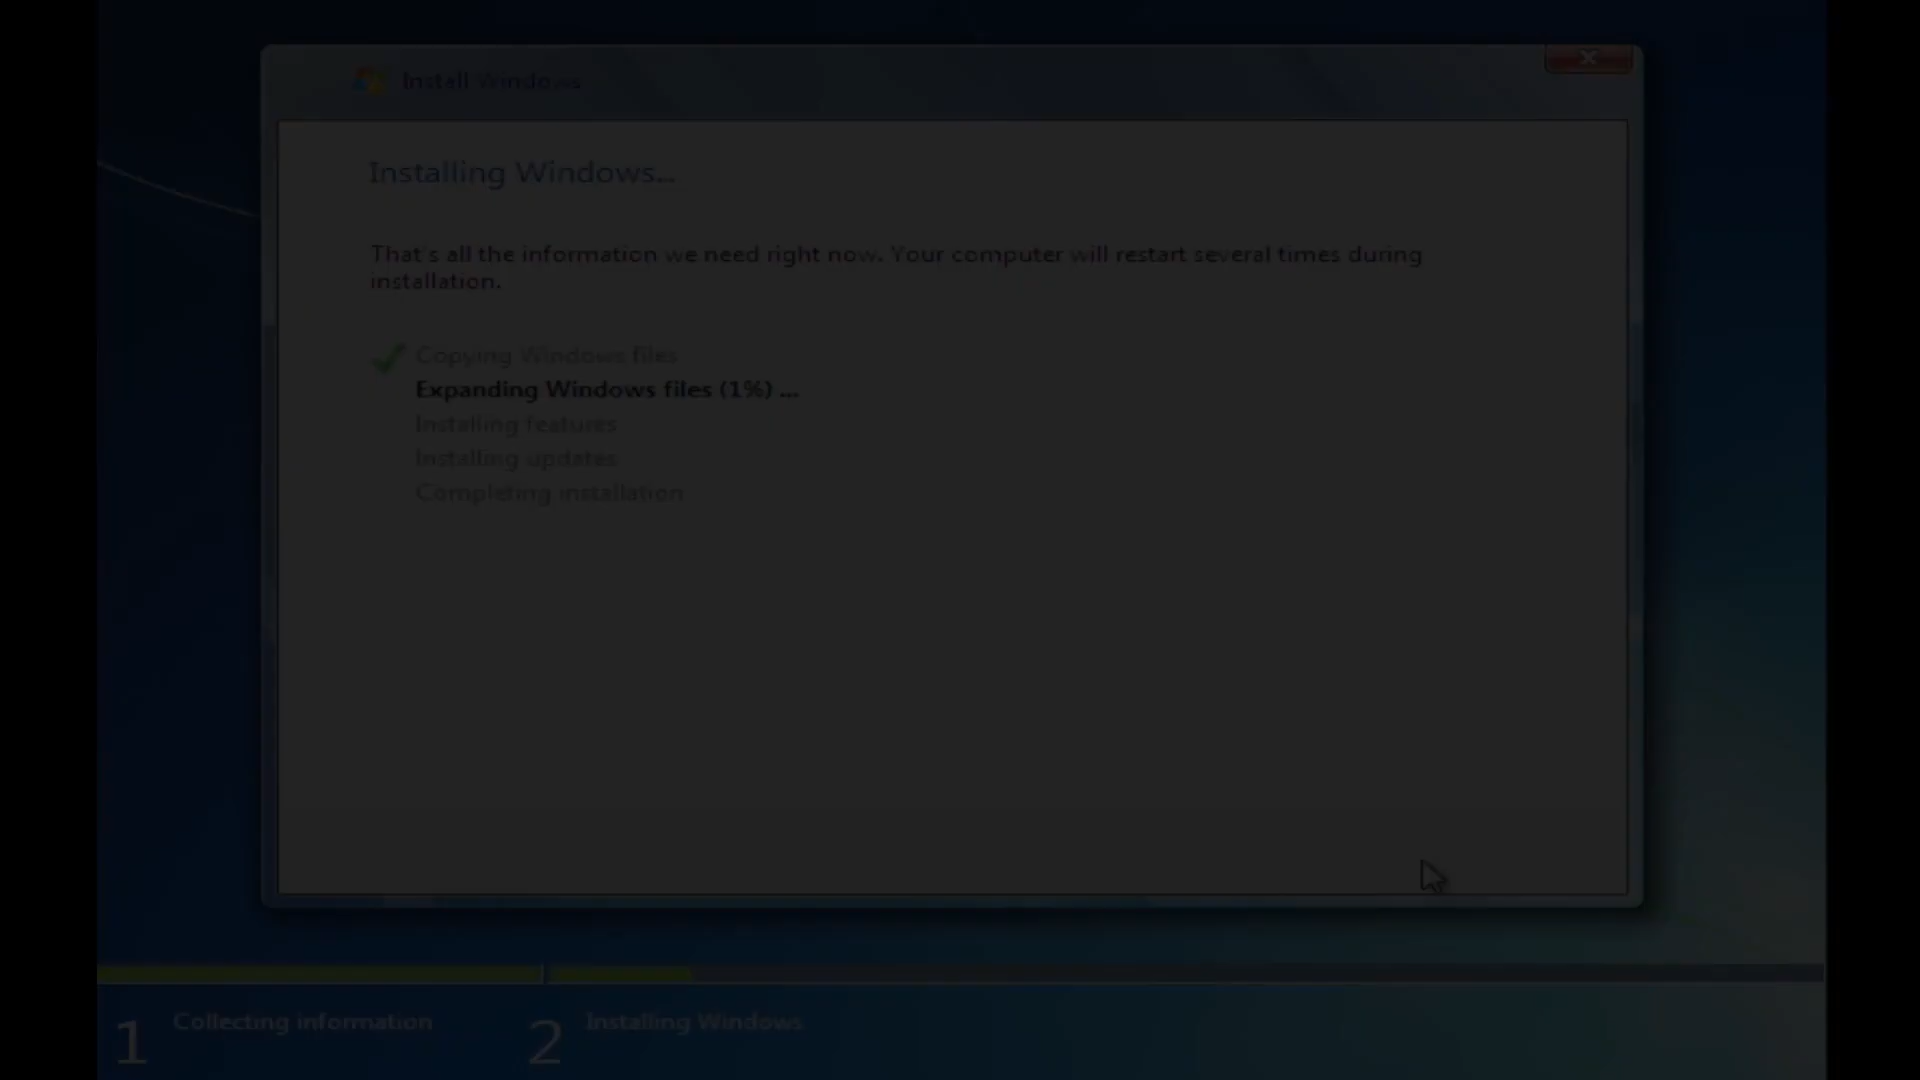 Install Windows
Installing Windows...
That's all the information we need right now. Your computer will restart several times during
installation.
Copying Windows files
Expanding Windows files (1%) ...
Installing features
Installing updates
Completing installation
1 Collecting information 2 Installing Windows